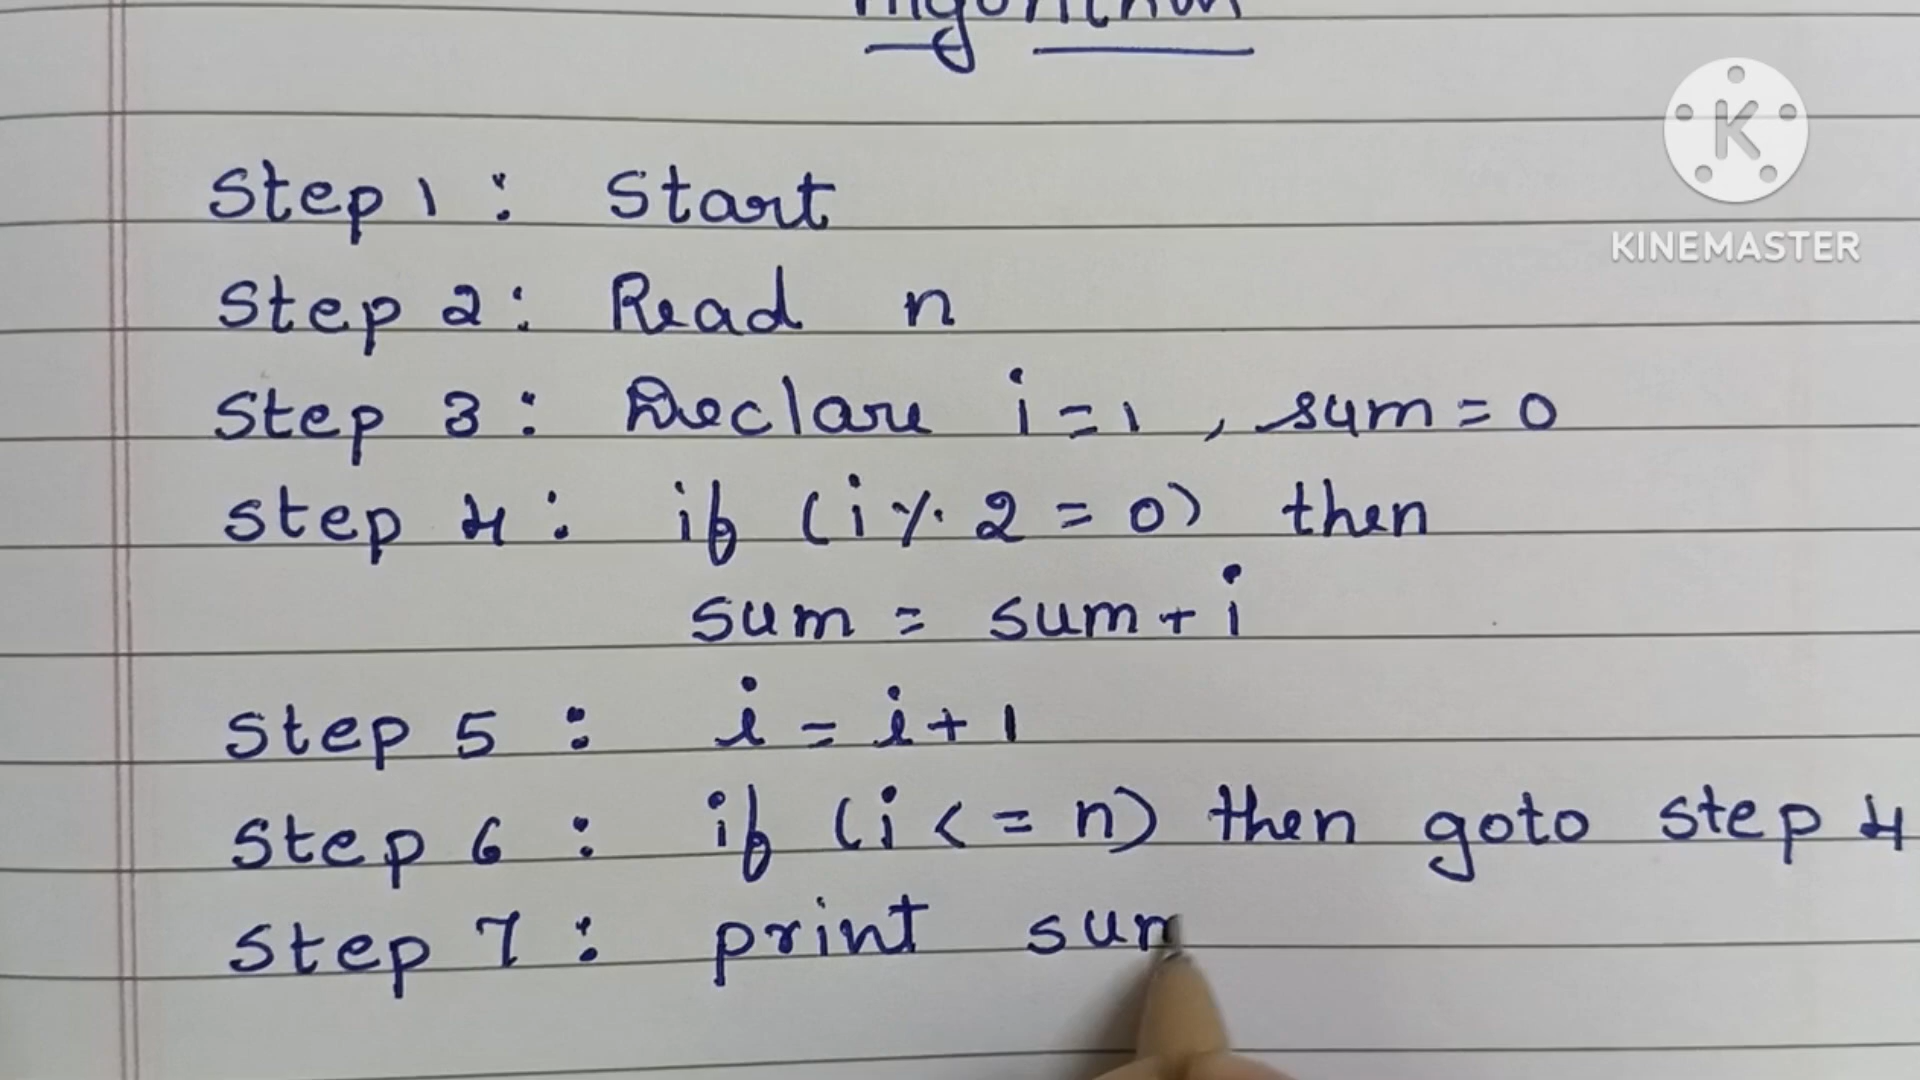 Algorithm
K
KINEMASTER
Step 1 : Start
Step 2 : Read n
Step 3 : Declare i = 1 , sum = 0
Step 4 : if (i % 2 = 0) then
sum = sum + i
Step 5 : i = i + 1
Step 6 : if (i < = n) then goto step 4
Step 7 : print sum